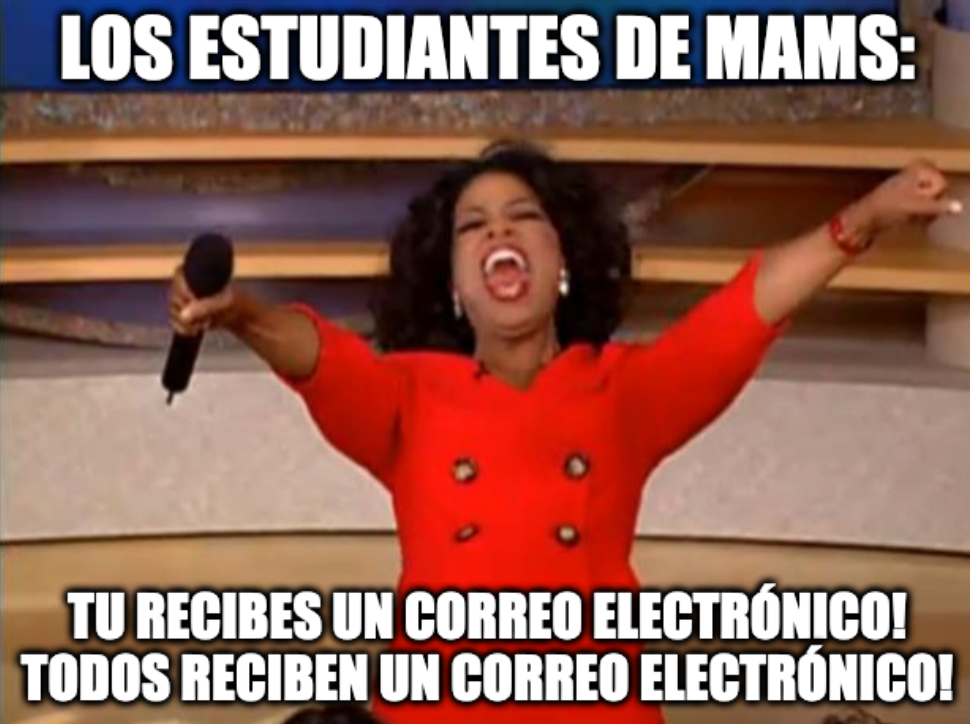 LOS ESTUDIANTES DE MAMS:
TU RECIBES UN CORREO ELECTRÓNICO!
TODOS RECIBEN UN CORREO ELECTRÓNICO!